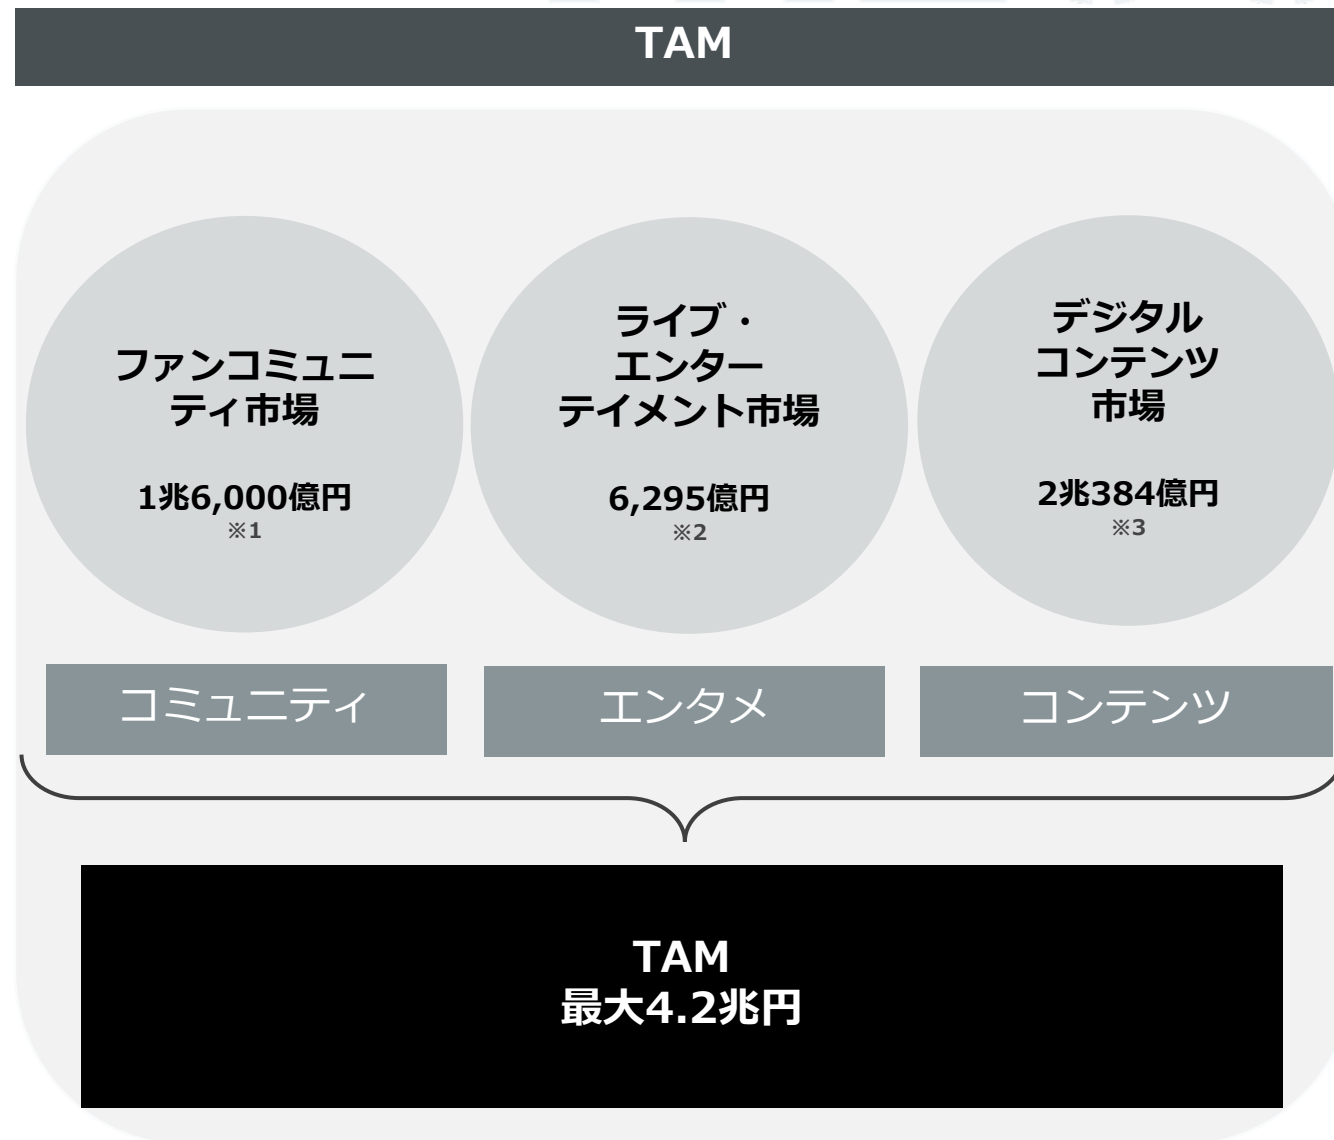 TAM
ファンコミュニ
ティ市場
1兆6,000億円
※1
ライブ・
エンター
テイメント市場
6,295億円
※2
デジタル
コンテンツ
市場
2兆384億円
※3
コミュニティ
エンタメ
コンテンツ
TAM
最大4.2兆円